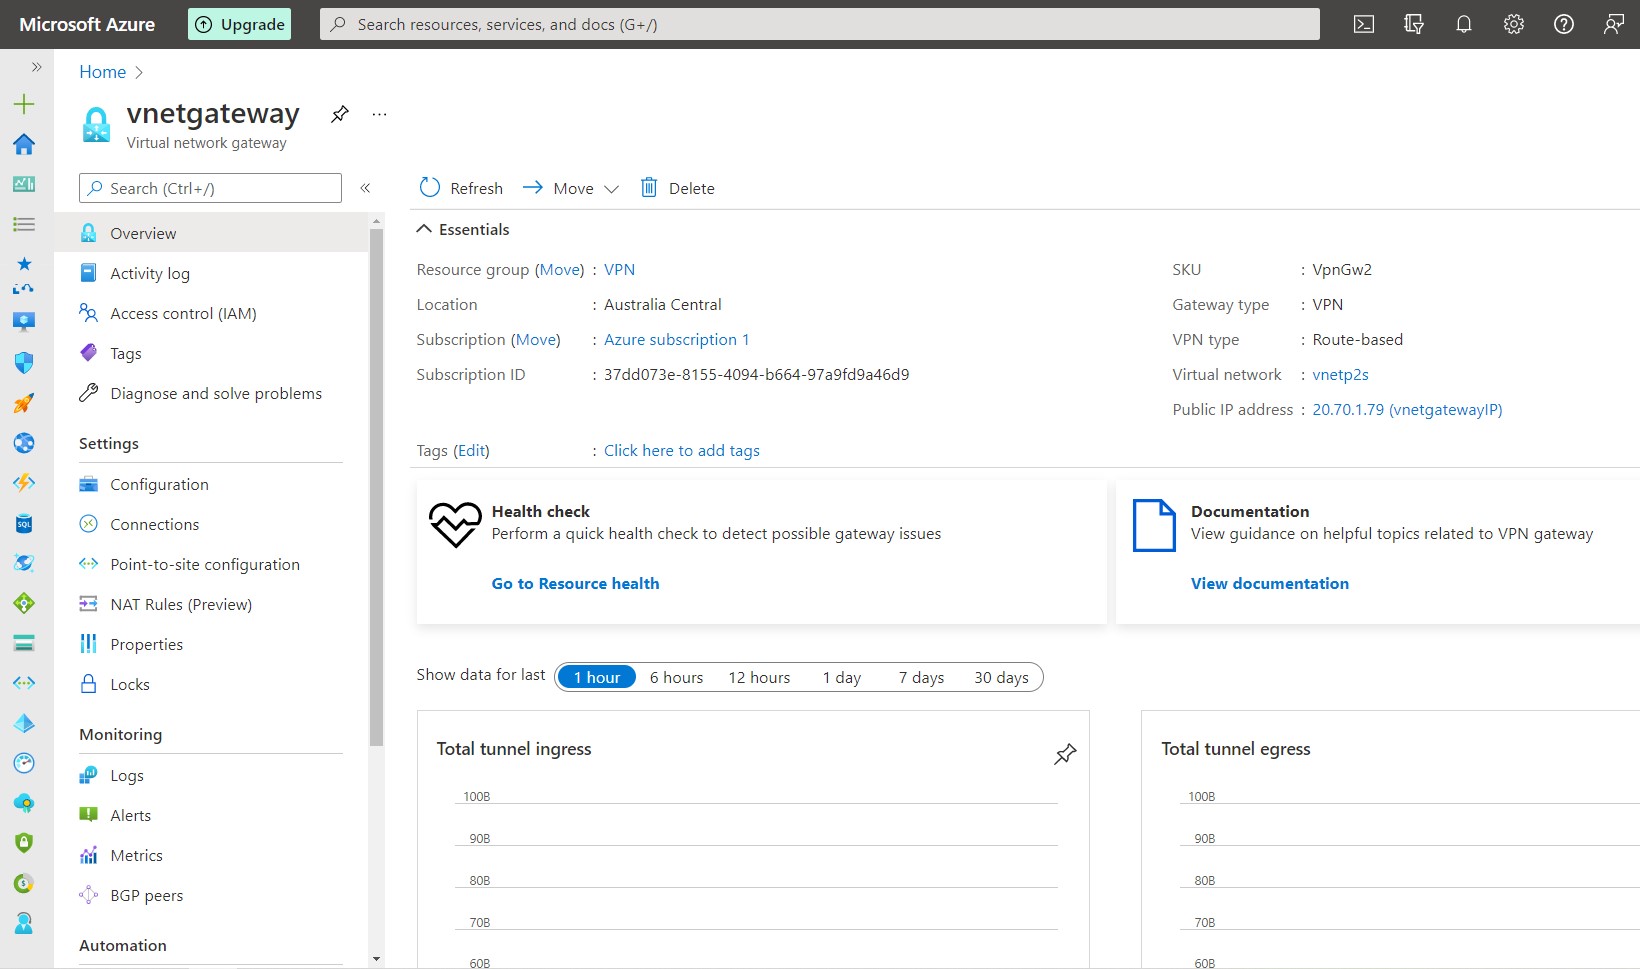 Microsoft Azure
Upgrade
Search resources, services, and docs (G+/)
Home
vnetgateway
Virtual network gateway
Search (Ctrl+/)
Overview
Activity log
Access control (IAM)
Tags
Diagnose and solve problems
Settings
Configuration
Connections
Point-to-site configuration
NAT Rules (Preview)
Properties
Locks
Monitoring
Logs
Alerts
Metrics
BGP peers
Automation
Refresh
Move
Delete
Essentials
Resource group (Move) : VPN
Location : Australia Central
Subscription (Move) : Azure subscription 1
Subscription ID : 37dd073e-8155-4094-b664-97a9fd9a46d9
SKU : VpnGw2
Gateway type : VPN
VPN type : Route-based
Virtual network : vnetp2s
Public IP address : 20.70.1.79 (vnetgatewayIP)
Tags (Edit) : Click here to add tags
Health check
Perform a quick health check to detect possible gateway issues
Go to Resource health
Documentation
View guidance on helpful topics related to VPN gateway
View documentation
Show data for last
1 hour
6 hours
12 hours
1 day
7 days
30 days
Total tunnel ingress
100B
90B
80B
70B
60B
Total tunnel egress
100B
90B
80B
70B
60B
SQL